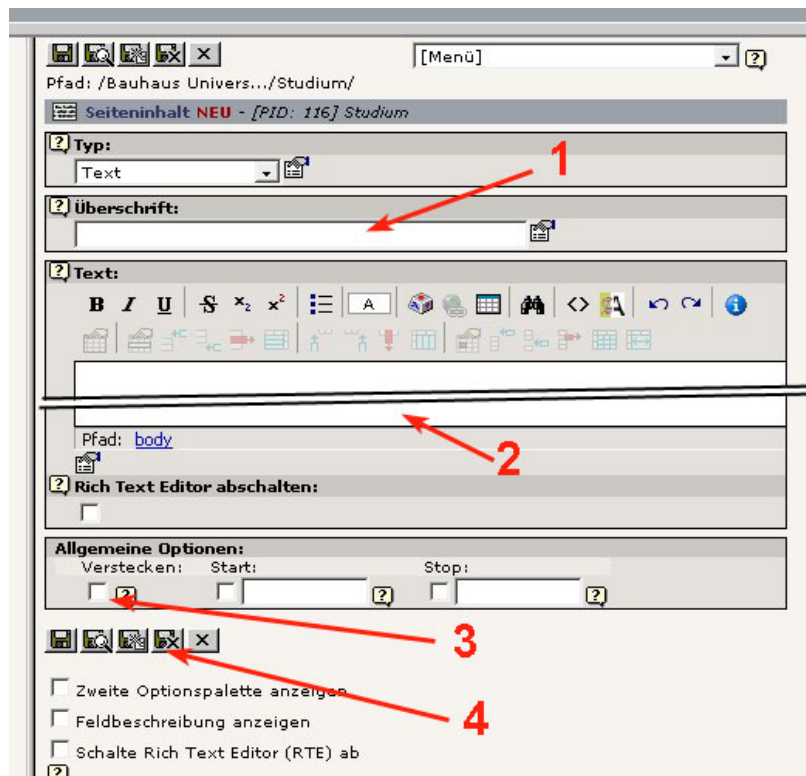 [Menü]
Pfad: /Bauhaus Univers.../Studium/
Seiteninhalt NEU - [PID: 116] Studium
Typ:
Text
1
Überschrift:
Text:
B I U S x₂ x² A
Pfad: body
2
Rich Text Editor abschalten:
Allgemeine Optionen:
Verstecken: Start: Stop:
3
Zweite Optionspalette anzeigen
4
Feldbeschreibung anzeigen
Schalte Rich Text Editor (RTE) ab